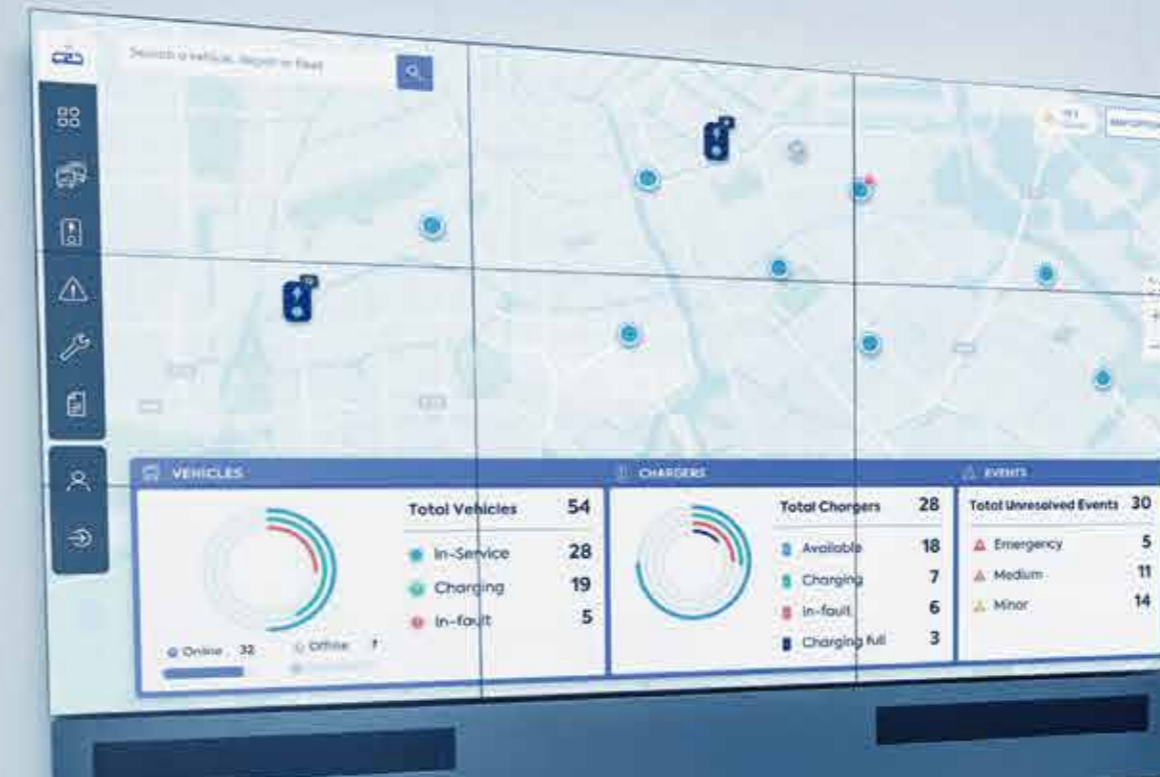 Search a vehicle, depot or fleet
VEHICLES
Total Vehicles 54
In-Service 28
Charging 19
In-fault 5
Online 32
Offline 7
CHARGERS
Total Chargers 28
Available 18
Charging 7
In-fault 6
Charging full 3
EVENTS
Total Unresolved Events 30
Emergency 5
Medium 11
Minor 14